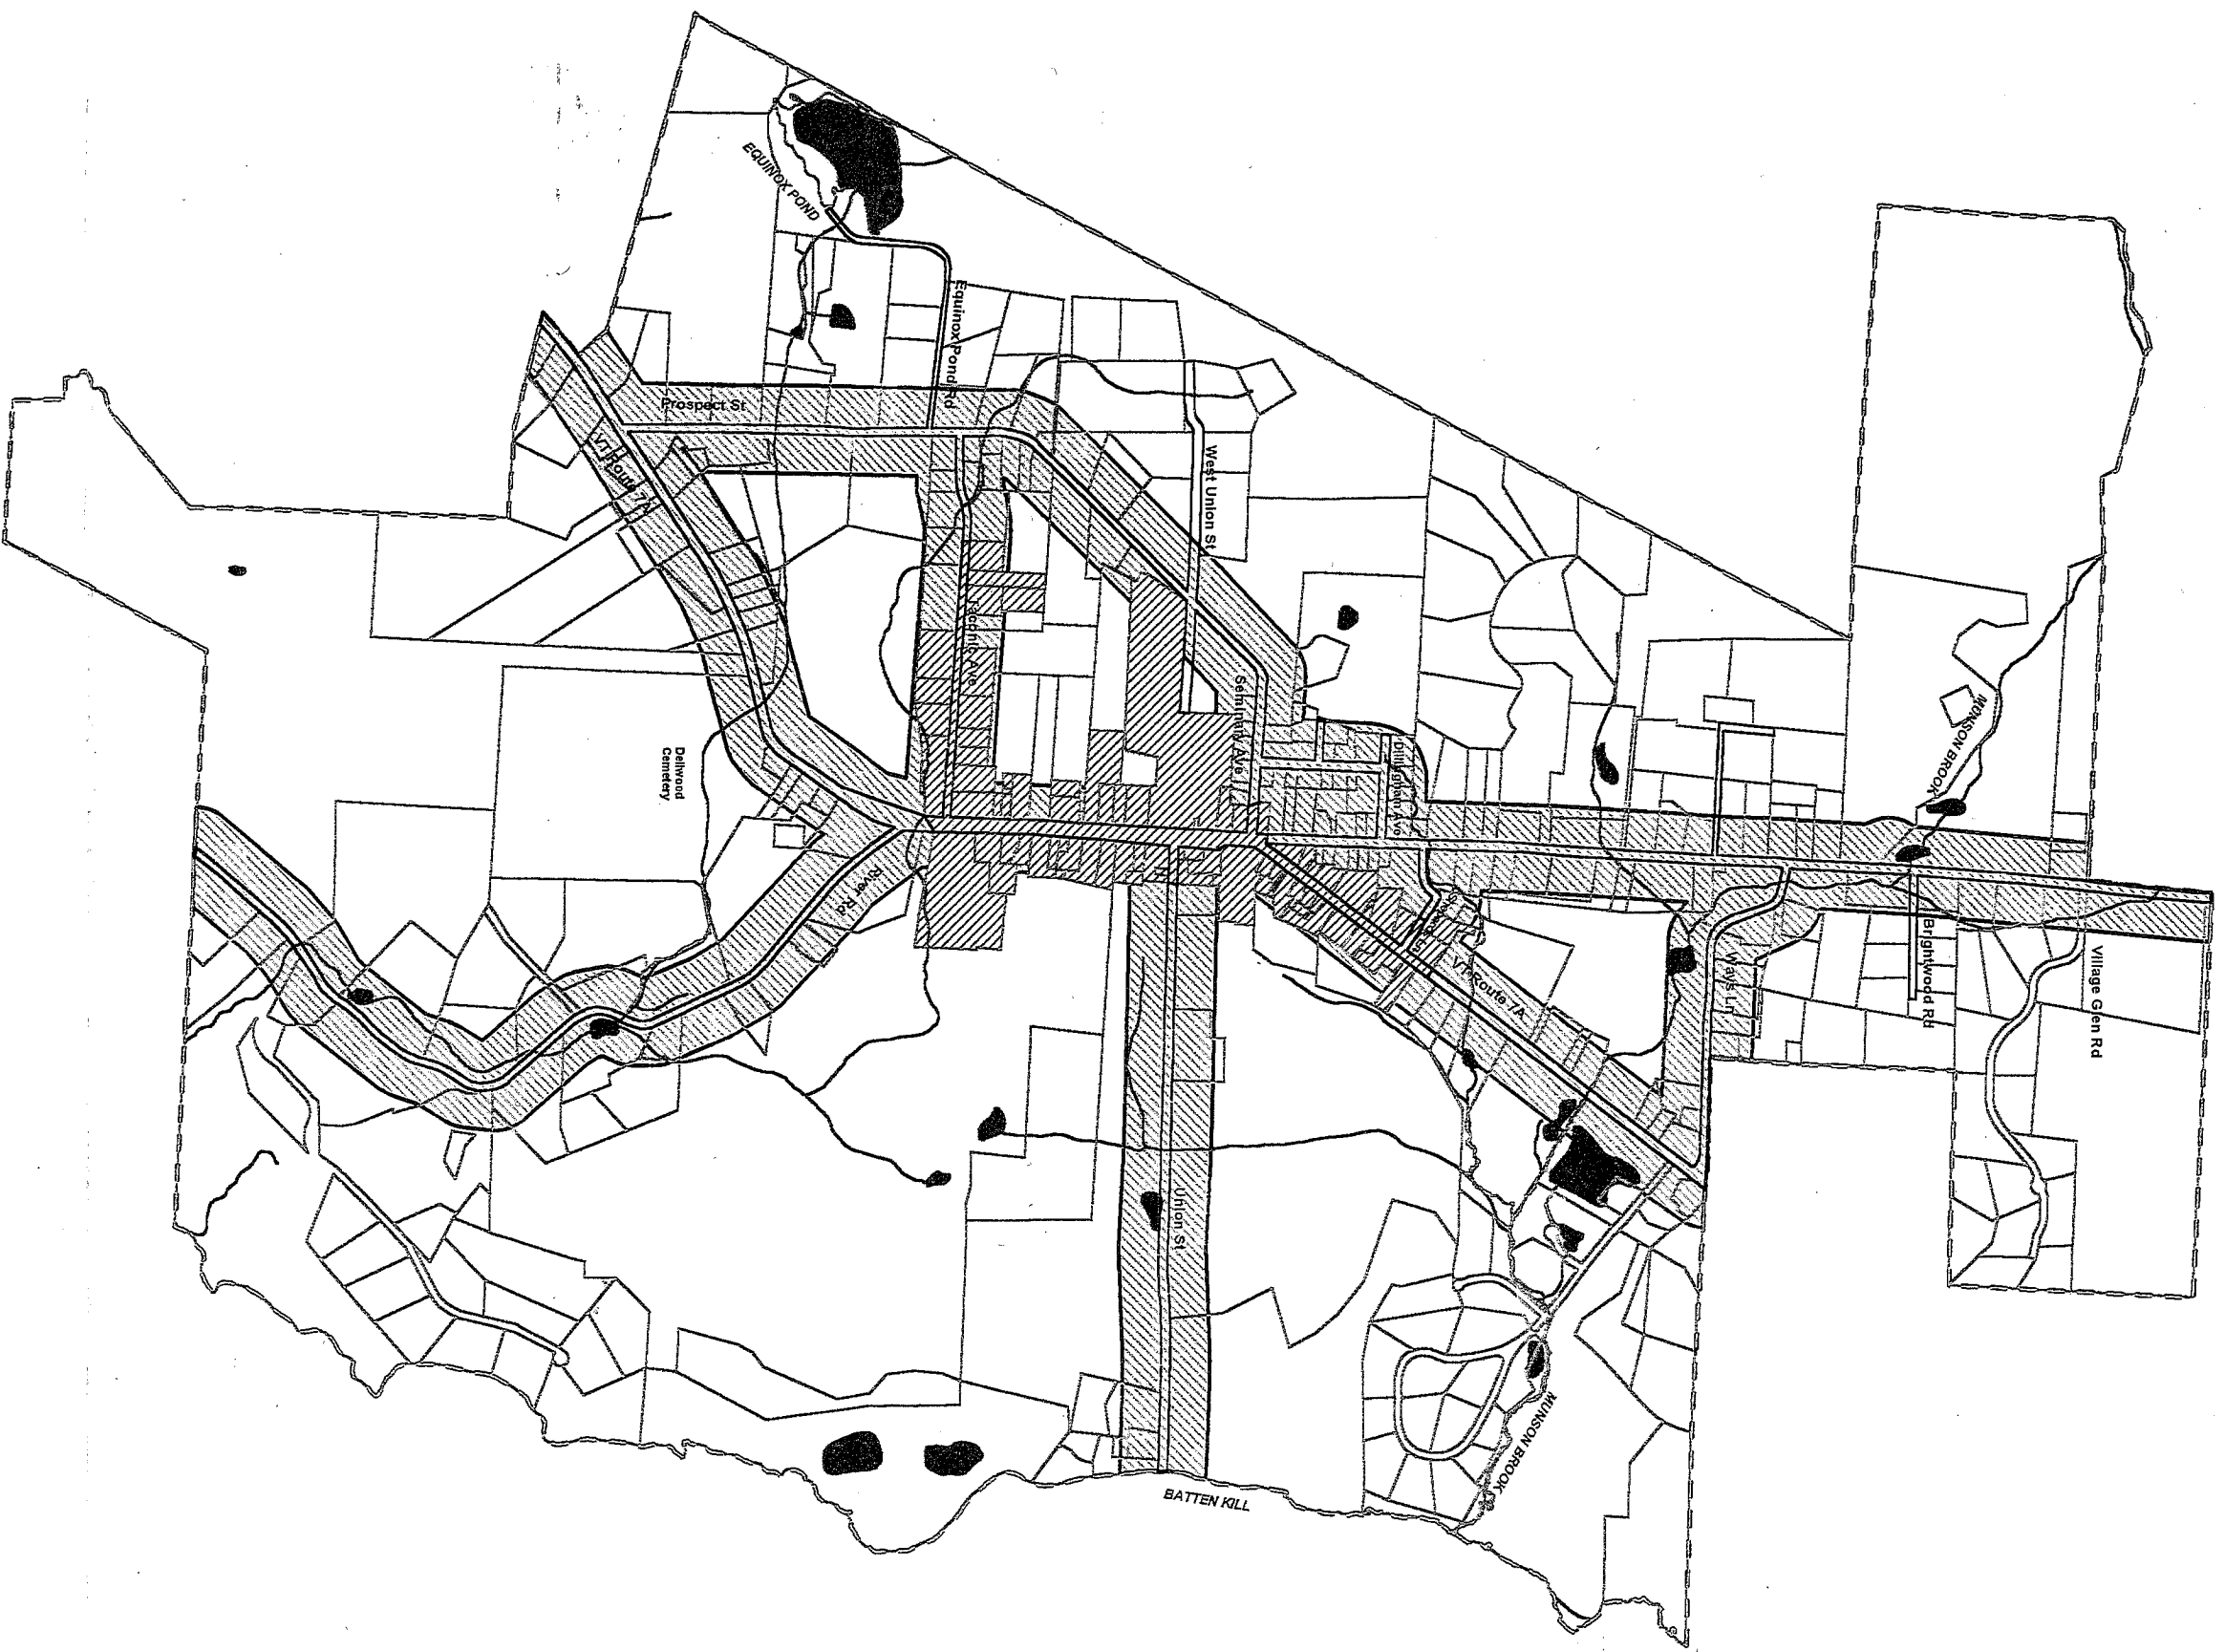 EQUINOX POND
Equinox Pond Rd
Prospect St
VT Route 7A
West Union St
Taconic Ave
Seminary Ave
Dillingham Ave
MUNSON BROOK
Dellwood
Cemetery
River Rd
VT Route 7A
Ways Ln
Brightwood Rd
Village Glen Rd
Union St
MUNSON BROOK
BATTEN KILL